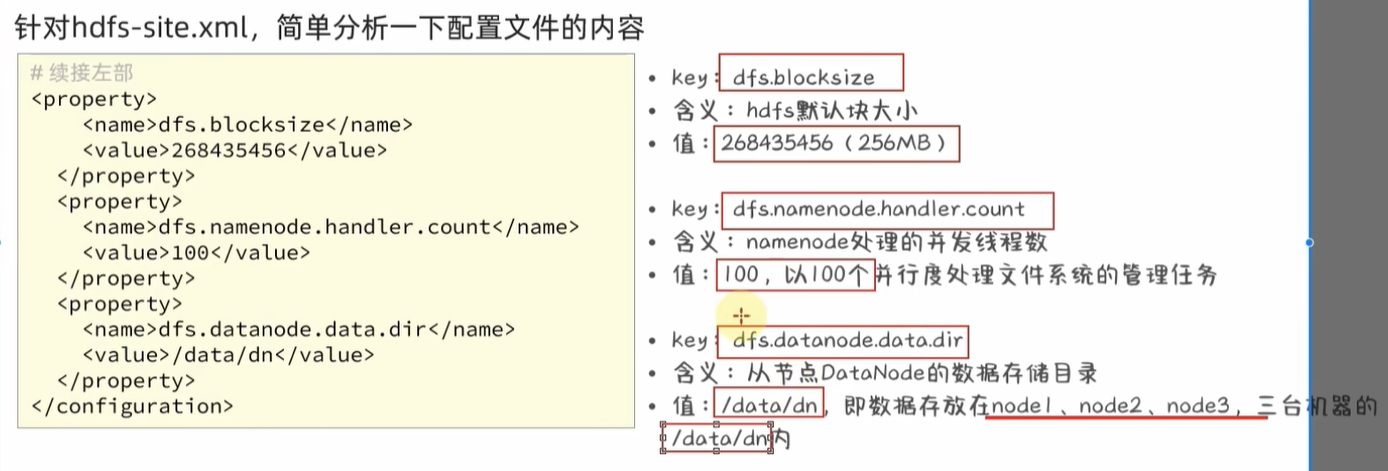 针对hdfs-site.xml，简单分析一下配置文件的内容
# 续接左部
<property>
<name>dfs.blocksize</name>
<value>268435456</value>
</property>
<property>
<name>dfs.namenode.handler.count</name>
<value>100</value>
</property>
<property>
<name>dfs.datanode.data.dir</name>
<value>/data/dn</value>
</property>
</configuration>
• key：dfs.blocksize
• 含义：hdfs默认块大小
• 值：268435456（256MB）
• key：dfs.namenode.handler.count
• 含义：namenode处理的并发线程数
• 值：100，以100个并行度处理文件系统的管理任务
• key：dfs.datanode.data.dir
• 含义：从节点DataNode的数据存储目录
• 值：/data/dn，即数据存放在node1、node2、node3，三台机器的
/data/dn内